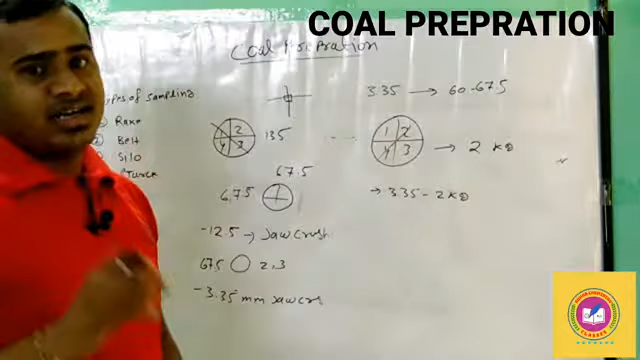 COAL PREPRATION
Coal
Types of sampling
Rake
2 Belt
3 Silo
Truck
1 2
4 3
135
67.5
67.5
-12.5 → Jaw crush
67.5 2,3
-3.35 mm Jaw
3.35 → 60-67.5
1 2
4 3
→ 2 KG
→ 3.35 - 2 KG